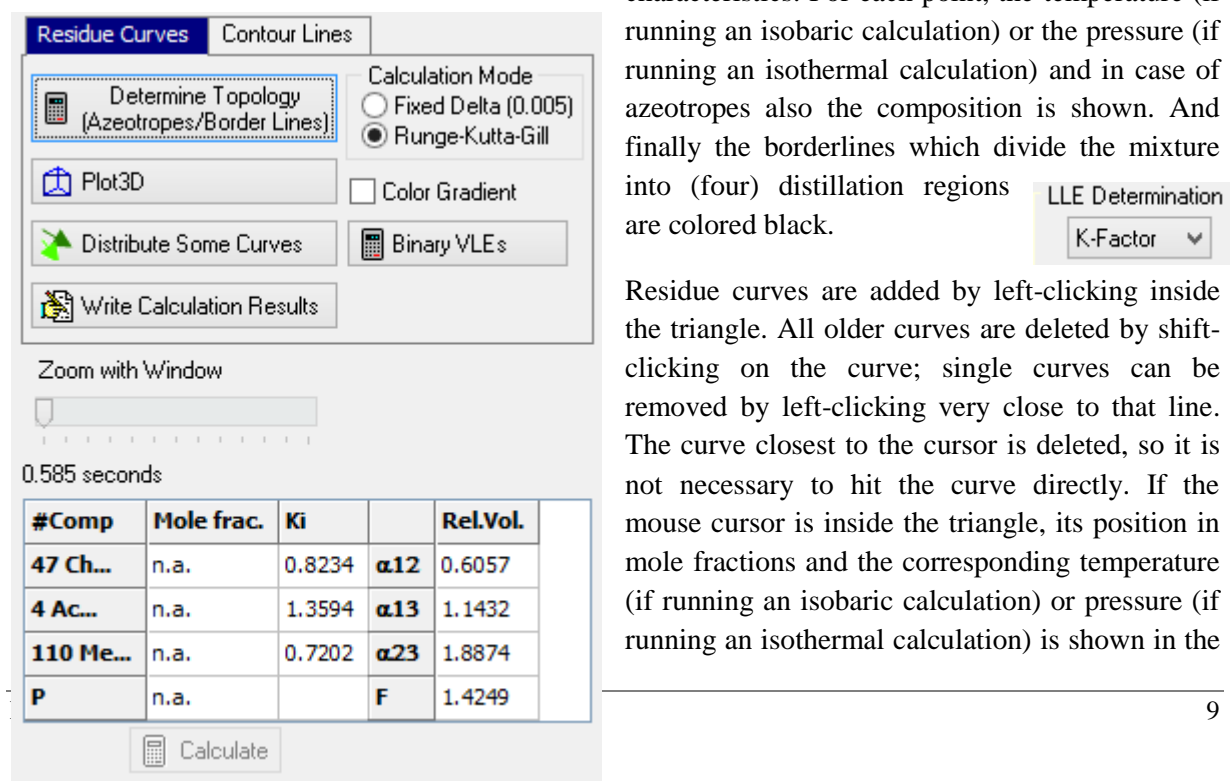 Residue Curves Contour Lines
Determine Topology
(Azeotropes/Border Lines)
Calculation Mode
Fixed Delta (0.005)
Runge-Kutta-Gill
Plot3D
Color Gradient
Distribute Some Curves
Binary VLEs
Write Calculation Results
Zoom with Window
0.585 seconds
#Comp Mole frac. Ki Rel.Vol.
47 Ch... n.a. 0.8234 α12 0.6057
4 Ac... n.a. 1.3594 α13 1.1432
110 Me... n.a. 0.7202 α23 1.8874
P n.a. F 1.4249
Calculate
characteristics. For each point, the temperature (if
running an isobaric calculation) or the pressure (if
running an isothermal calculation) and in case of
azeotropes also the composition is shown. And
finally the borderlines which divide the mixture
into (four) distillation regions
are colored black.
LLE Determination
K-Factor
Residue curves are added by left-clicking inside
the triangle. All older curves are deleted by shift-
clicking on the curve; single curves can be
removed by left-clicking very close to that line.
The curve closest to the cursor is deleted, so it is
not necessary to hit the curve directly. If the
mouse cursor is inside the triangle, its position in
mole fractions and the corresponding temperature
(if running an isobaric calculation) or pressure (if
running an isothermal calculation) is shown in the
9